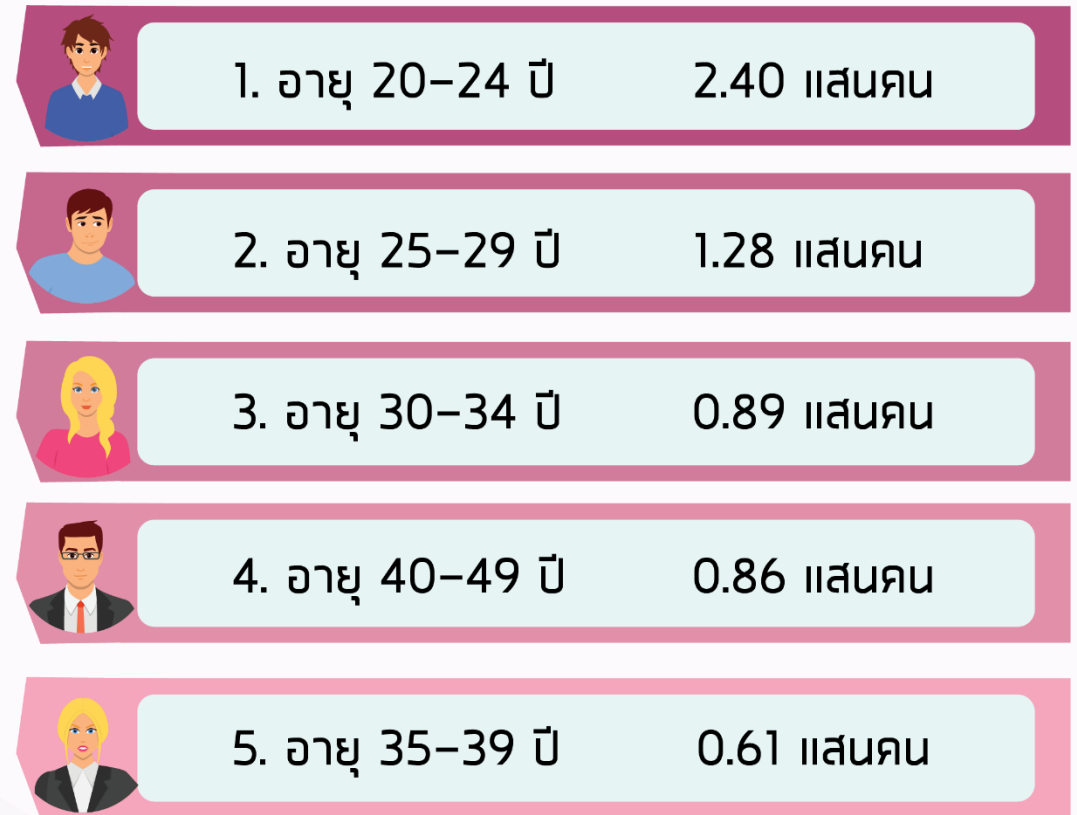 1. อายุ 20–24 ปี 2.40 แสนคน
2. อายุ 25–29 ปี 1.28 แสนคน
3. อายุ 30–34 ปี 0.89 แสนคน
4. อายุ 40–49 ปี 0.86 แสนคน
5. อายุ 35–39 ปี 0.61 แสนคน